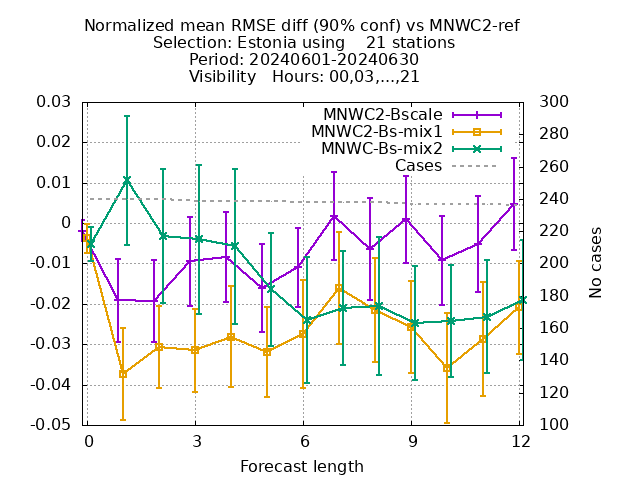 Normalized mean RMSE diff (90% conf) vs MNWC2-ref
Selection: Estonia using    21 stations
Period: 20240601-20240630
Visibility   Hours: 00,03,...,21
MNWC2-Bscale
MNWC2-Bs-mix1
MNWC-Bs-mix2
Cases
0.03
0.02
0.01
0
-0.01
-0.02
-0.03
-0.04
-0.05
300
280
260
240
220
200
180
160
140
120
100
No cases
0 3 6 9 12
Forecast length